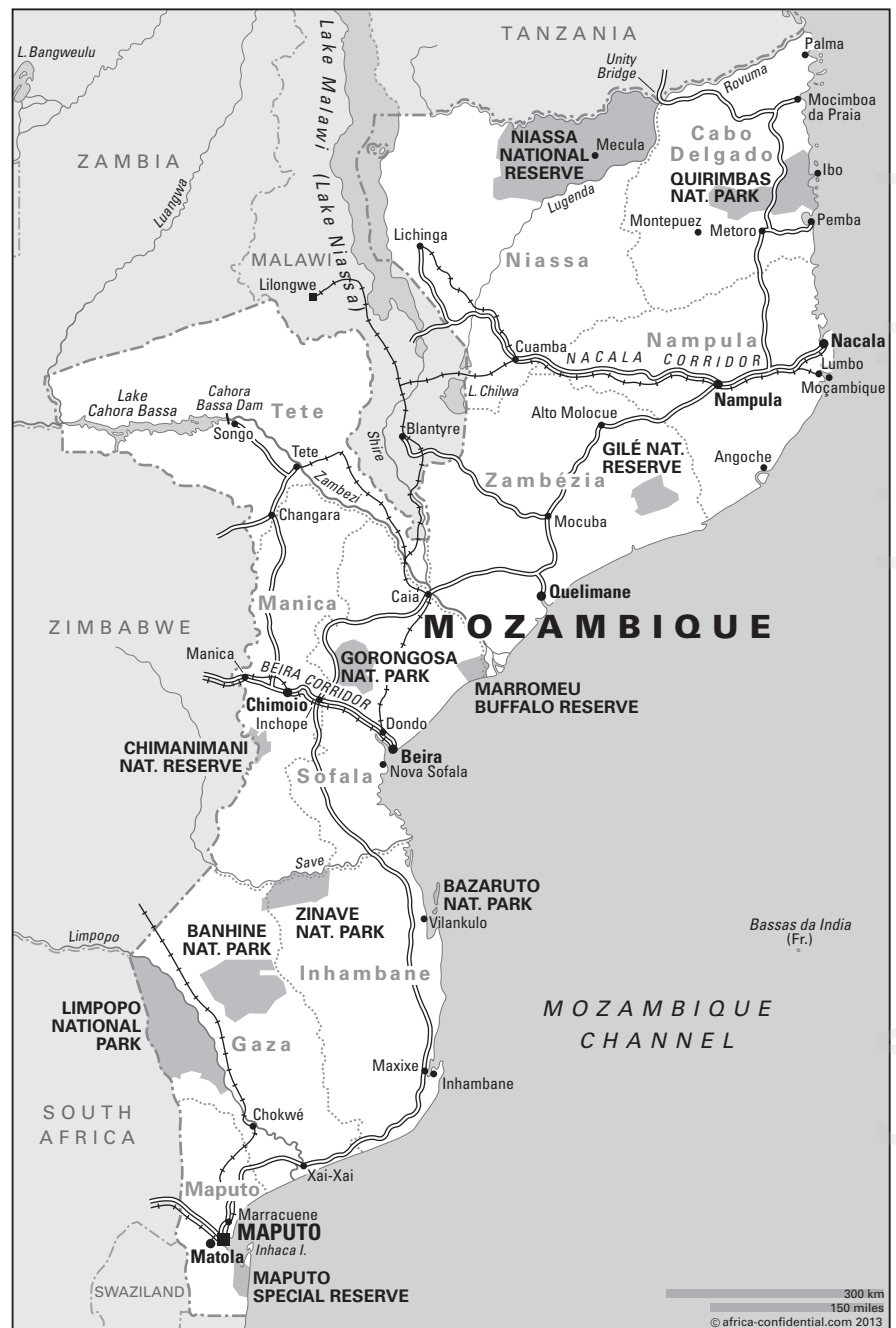 TANZANIA
L. Bangweulu
Lake Malawi (Lake Niassa)
Palma
Unity
Bridge
Rovuma
Mocimboa
da Praia
ZAMBIA
Luangwa
NIASSA
NATIONAL
RESERVE
Mecula
Cabo
Delgado
QUIRIMBAS
NAT. PARK
Ibo
Lugenda
Montepuez
Metoro
Pemba
Lichinga
MALAWI
Niassa
Lilongwe
Nampula
Nacala
Cuamba
NACALA CORRIDOR
Lumbo
Moçambique
Lake
Cahora Bassa
Cahora
Bassa Dam
Tete
L. Chilwa
Nampula
Songo
Shire
Blantyre
Alto Molocue
Tete
Zambezi
GILÉ NAT.
RESERVE
Angoche
Zambézia
Changara
Mocuba
Manica
Caia
Quelimane
MOZAMBIQUE
ZIMBABWE
Manica
BEIRA CORRIDOR
GORONGOSA
NAT. PARK
MARROMEU
BUFFALO RESERVE
Chimoio
Inchope
Dondo
CHIMANIMANI
NAT. RESERVE
Beira
Nova Sofala
Sofala
Save
BAZARUTO
NAT. PARK
ZINAVE
NAT. PARK
Vilankulo
BANHINE
NAT. PARK
Limpopo
Bassas da India
(Fr.)
Inhambane
LIMPOPO
NATIONAL
PARK
MOZAMBIQUE
CHANNEL
Gaza
Maxixe
Inhambane
SOUTH
AFRICA
Chokwé
Xai-Xai
Maputo
Marracuene
MAPUTO
Matola
Inhaca I.
SWAZILAND
MAPUTO
SPECIAL RESERVE
300 km
150 miles
© africa-confidential.com 2013